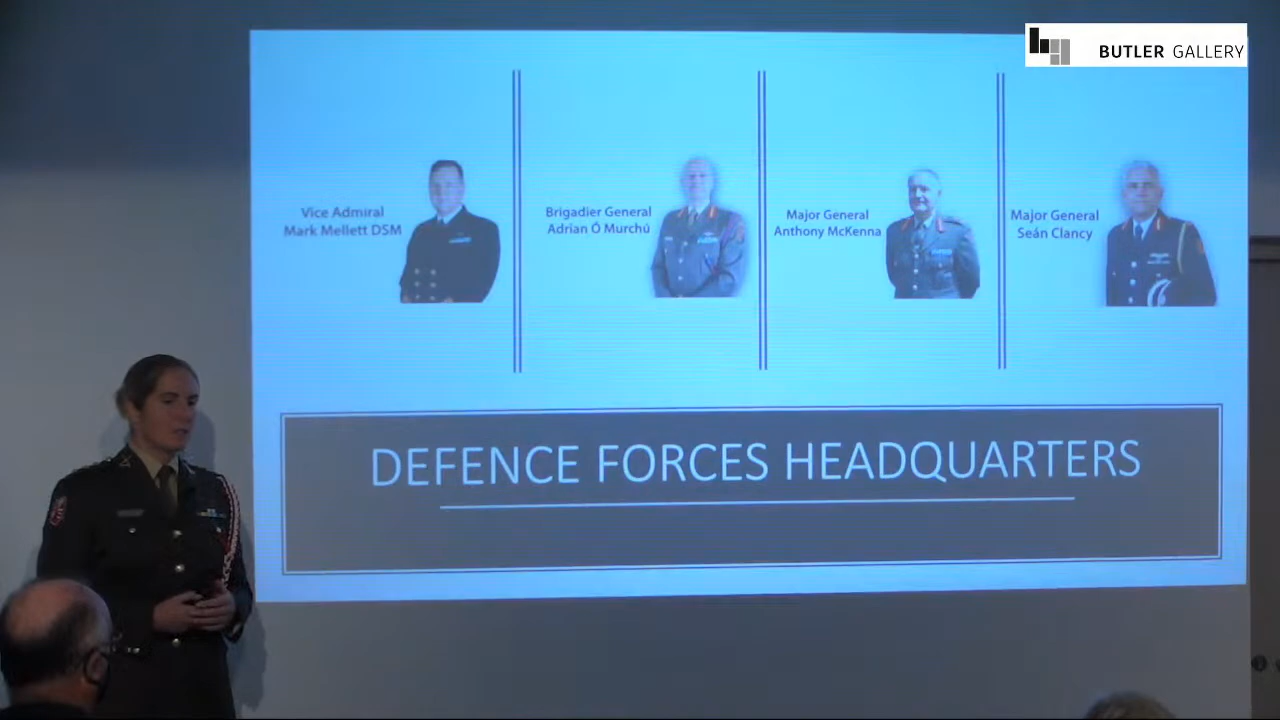 BUTLER GALLERY
Vice Admiral
Mark Mellett DSM
Brigadier General
Adrian Ó Murchú
Major General
Anthony McKenna
Major General
Seán Clancy
DEFENCE FORCES HEADQUARTERS